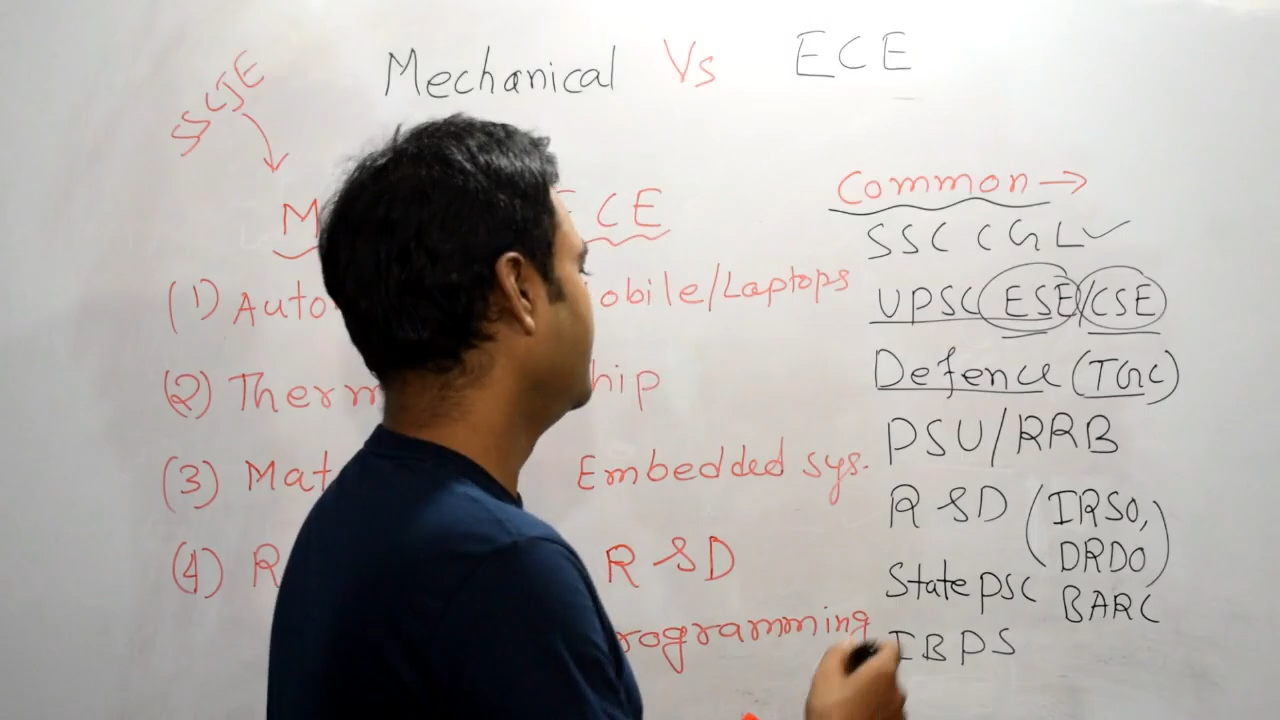 Mechanical Vs ECE
SSCJE
M ECE
(1) Auto obile/Laptops
(2) Therm hip
(3) Mat Embedded sys.
(4) R R&D
rogramming
Common →
SSC CGL ✓
UPSC ESE/CSE
Defence (TGC)
PSU/RRB
R&D (IRSO,
DRDO)
BARC
State PSC
IBPS